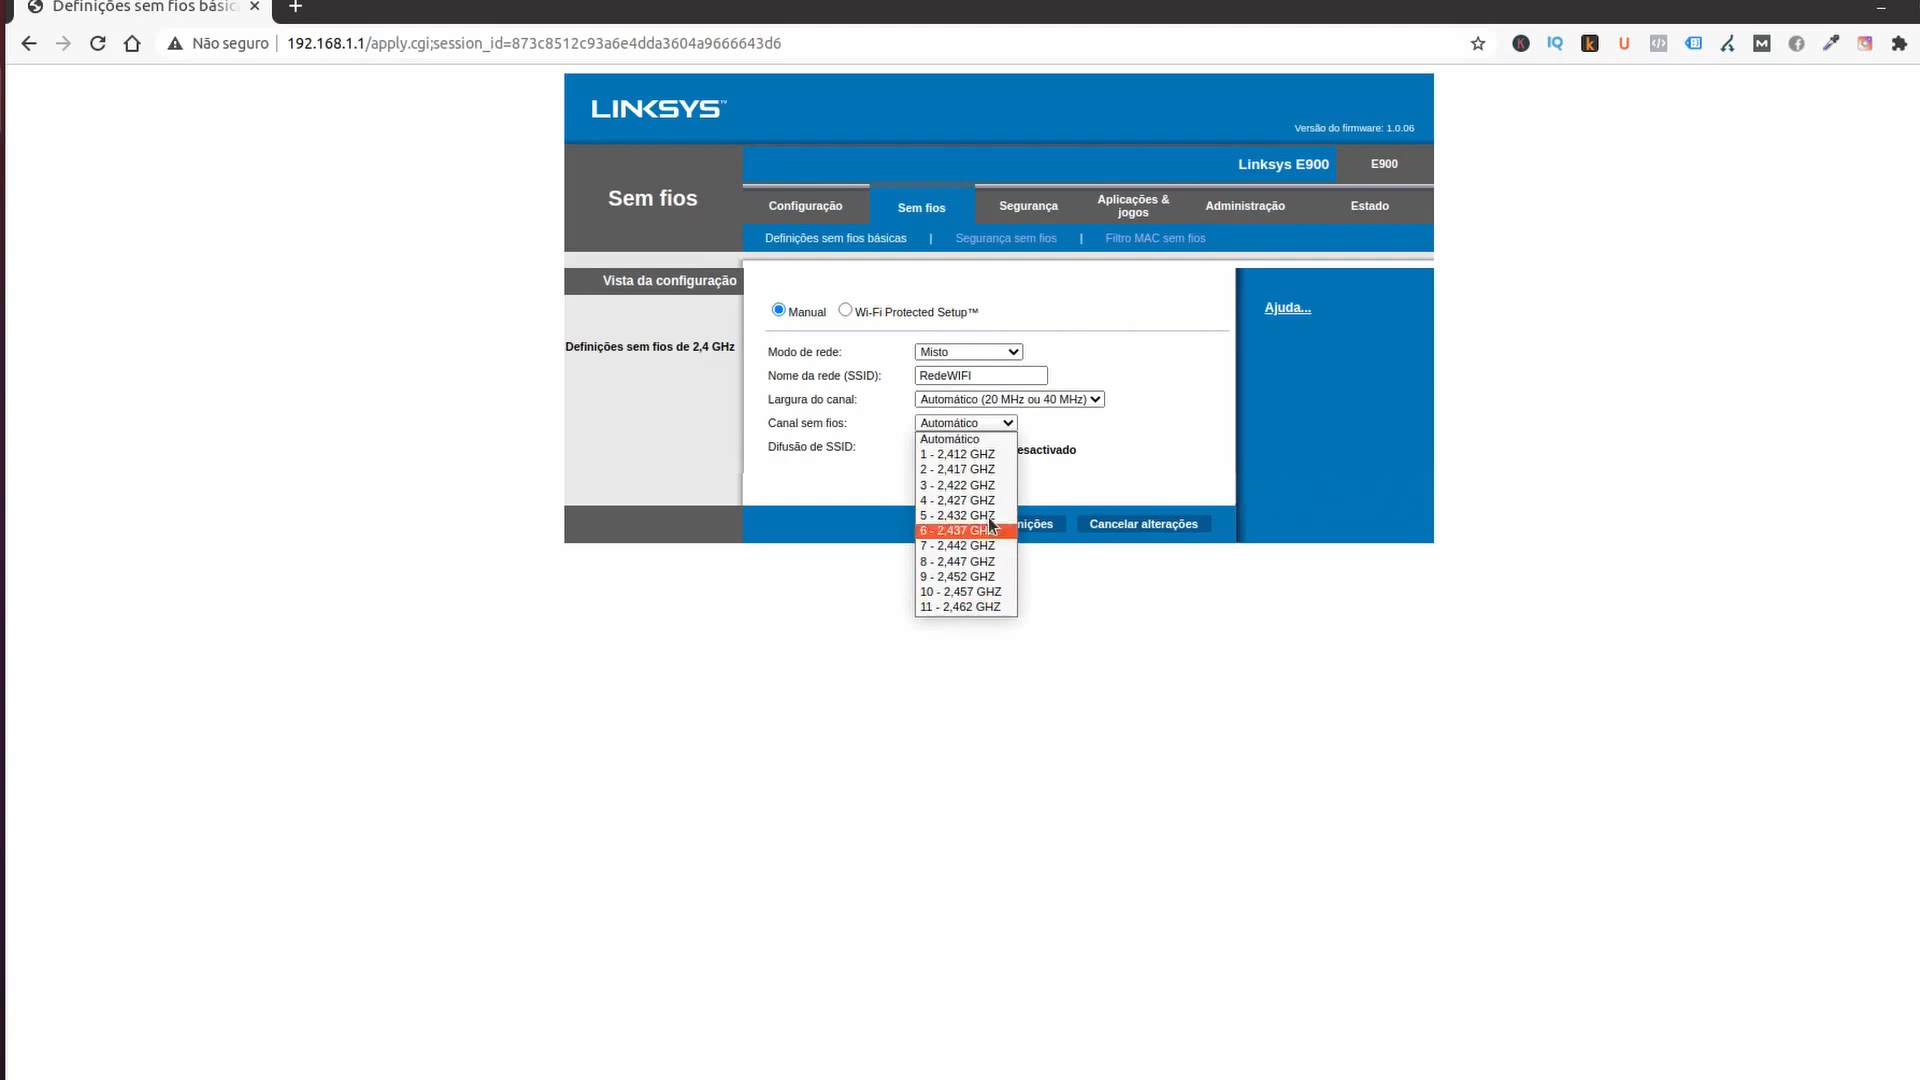 Definições sem fios básic
Não seguro
192.168.1.1/apply.cgi;session_id=873c8512c93a6e4dda3604a9666643d6
LINKSYS™
Versão do firmware: 1.0.06
Linksys E900
E900
Sem fios
Configuração
Sem fios
Segurança
Aplicações &
jogos
Administração
Estado
Definições sem fios básicas | Segurança sem fios | Filtro MAC sem fios
Vista da configuração
Definições sem fios de 2,4 GHz
Manual
Wi-Fi Protected Setup™
Ajuda...
Modo de rede: Misto
Nome da rede (SSID): RedeWIFI
Largura do canal: Automático (20 MHz ou 40 MHz)
Canal sem fios: Automático
Difusão de SSID: esactivado
Automático
1 - 2,412 GHZ
2 - 2,417 GHZ
3 - 2,422 GHZ
4 - 2,427 GHZ
5 - 2,432 GHZ
6 - 2,437 GHZ
7 - 2,442 GHZ
8 - 2,447 GHZ
9 - 2,452 GHZ
10 - 2,457 GHZ
11 - 2,462 GHZ
nições
Cancelar alterações